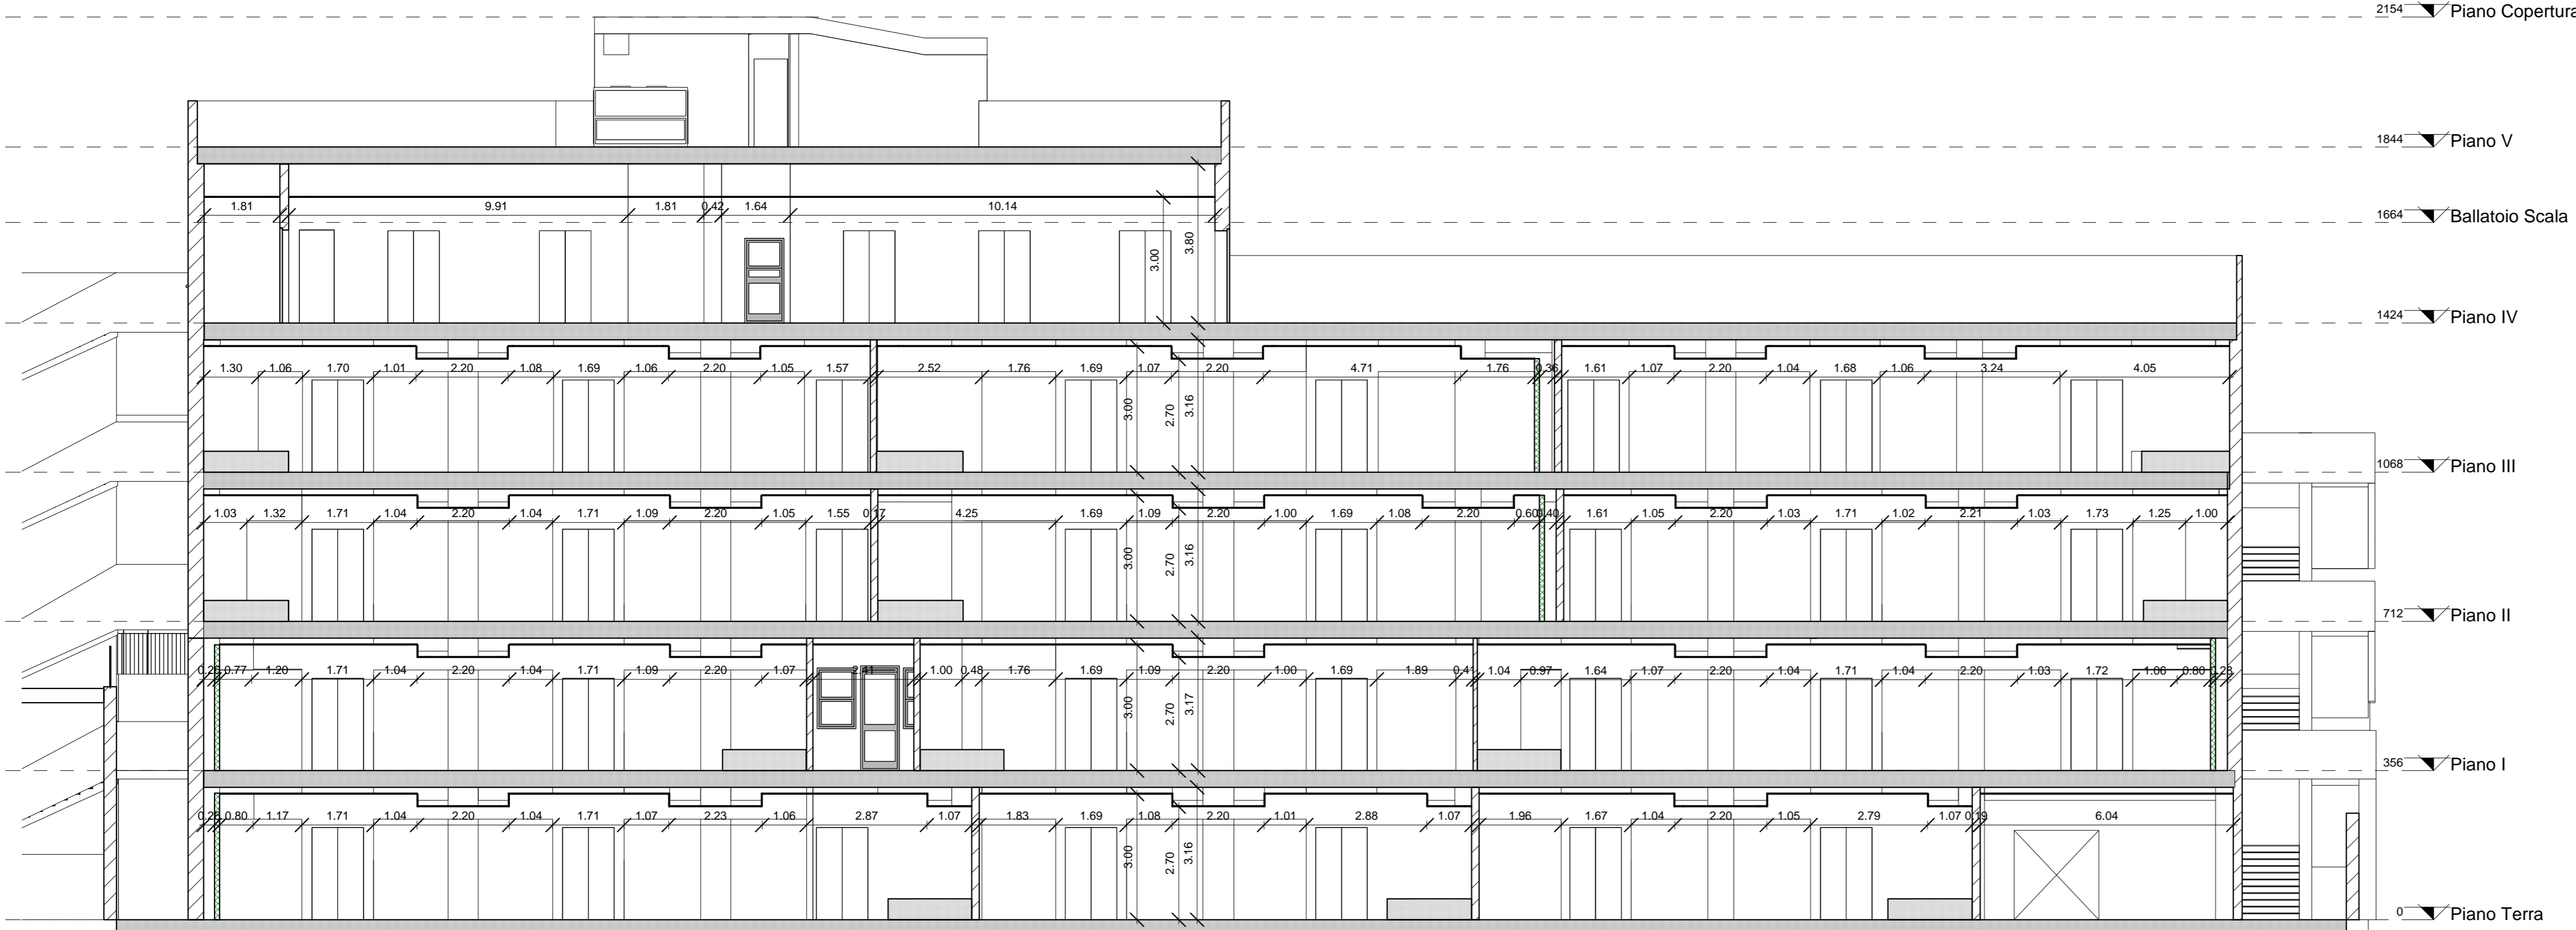 2154 Piano Copertura
1844 Piano V
1.81 9.91 1.81 0.42 1.64 10.14
1664 Ballatoio Scala
3.00 3.80
1424 Piano IV
1.30 1.06 1.70 1.01 2.20 1.08 1.69 1.06 2.20 1.05 1.57 2.52 1.76 1.69 1.07 2.20 4.71 1.76 0.36 1.61 1.07 2.20 1.04 1.68 1.06 3.24 4.05
3.00 2.70 3.16
1068 Piano III
1.03 1.32 1.71 1.04 2.20 1.04 1.71 1.09 2.20 1.05 1.55 0.17 4.25 1.69 1.09 2.20 1.00 1.69 1.08 2.20 0.60 0.40 1.61 1.05 2.20 1.03 1.71 1.02 2.21 1.03 1.73 1.25 1.00
3.00 2.70 3.16
712 Piano II
0.26 0.77 1.20 1.71 1.04 2.20 1.04 1.71 1.09 2.20 1.07 2.41 1.00 0.48 1.76 1.69 1.09 2.20 1.00 1.69 1.89 0.41 1.04 0.97 1.64 1.07 2.20 1.04 1.71 1.04 2.20 1.03 1.72 1.06 0.80
3.00 2.70 3.17
356 Piano I
0.26 0.80 1.17 1.71 1.04 2.20 1.04 1.71 1.07 2.23 1.06 2.87 1.07 1.83 1.69 1.08 2.20 1.01 2.88 1.07 1.96 1.67 1.04 2.20 1.05 2.79 1.07 0.19 6.04
3.00 2.70 3.16
0 Piano Terra